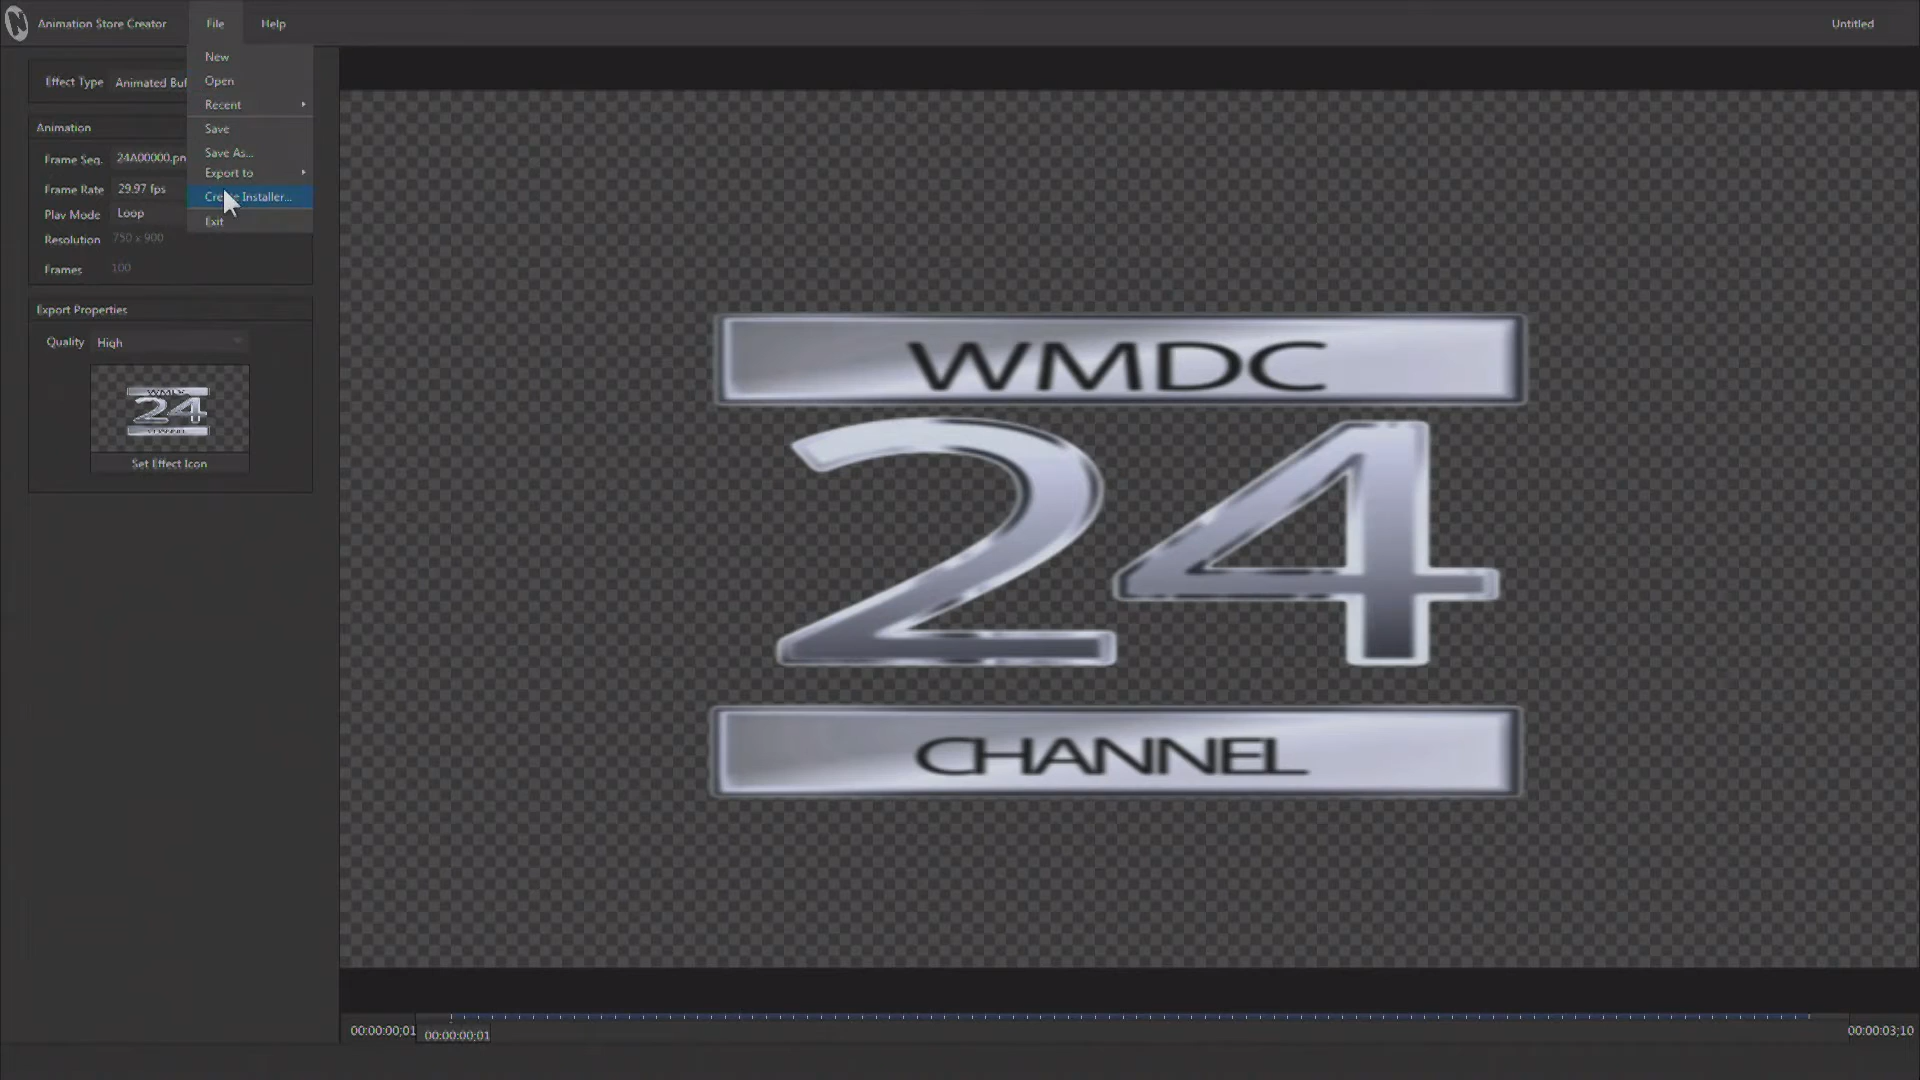 Animation Store Creator
File
Help
Untitled
New
Open
Recent
Save
Save As...
Export to
Installer...
Exit
Effect Type
Animated Buf
Animation
Frame Seq.
24A00000.pn
Frame Rate
29.97 fps
Play Mode
Loop
Resolution
750 x 900
Frames
100
Export Properties
Quality
High
WMDC
24
CHANNEL
Set Effect Icon
WMDC
24
CHANNEL
00:00:00;01
00:00:00;01
00:00:03;10